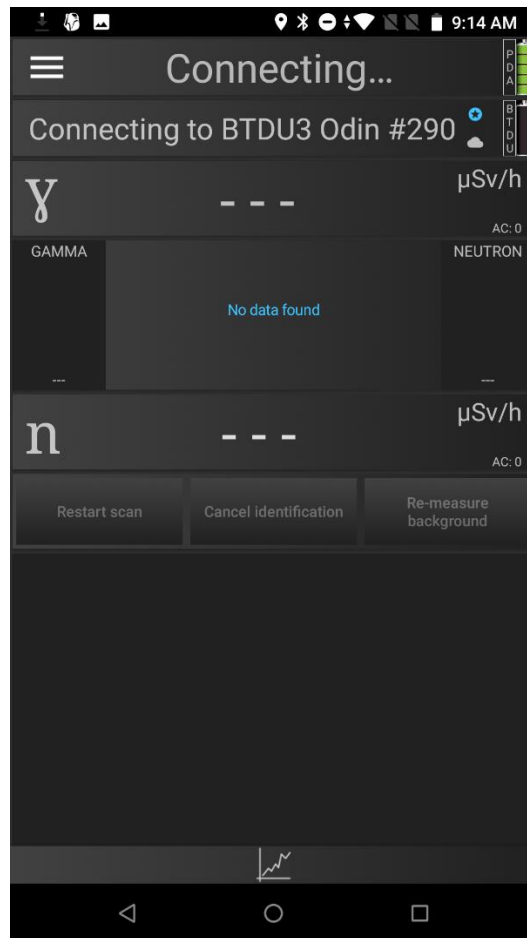 9:14 AM
Connecting...
PDA
Connecting to BTDU3 Odin #290
BTDU
γ
- - -
µSv/h
AC: 0
GAMMA
NEUTRON
No data found
---
---
n
- - -
µSv/h
AC: 0
Restart scan
Cancel identification
Re-measure
background